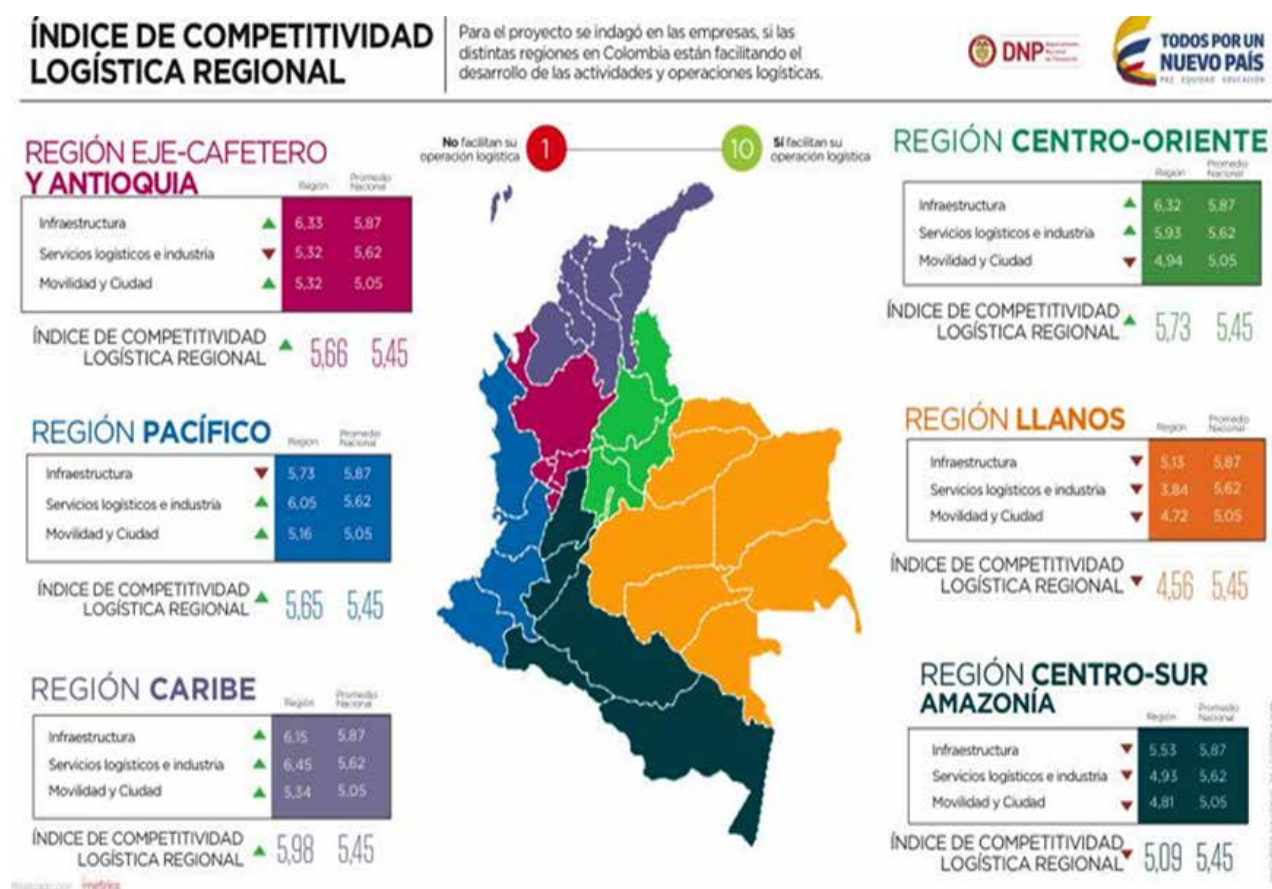 ÍNDICE DE COMPETITIVIDAD
LOGÍSTICA REGIONAL
Para el proyecto se indagó en las empresas, si las
distintas regiones en Colombia están facilitando el
desarrollo de las actividades y operaciones logísticas.
DNP
TODOS POR UN
NUEVO PAÍS
PAZ EQUIDAD EDUCACIÓN
No facilitan su
operación logística
1
10
Sí facilitan su
operación logística
REGIÓN EJE-CAFETERO
Y ANTIOQUIA
Región Promedio Nacional
Infraestructura 6,33 5,87
Servicios logísticos e industria 5,32 5,62
Movilidad y Ciudad 5,32 5,05
ÍNDICE DE COMPETITIVIDAD
LOGÍSTICA REGIONAL 5,66 5,45
REGIÓN PACÍFICO
Región Promedio Nacional
Infraestructura 5,73 5,87
Servicios logísticos e industria 6,05 5,62
Movilidad y Ciudad 5,16 5,05
ÍNDICE DE COMPETITIVIDAD
LOGÍSTICA REGIONAL 5,65 5,45
REGIÓN CARIBE
Región Promedio Nacional
Infraestructura 6,15 5,87
Servicios logísticos e industria 6,45 5,62
Movilidad y Ciudad 5,34 5,05
ÍNDICE DE COMPETITIVIDAD
LOGÍSTICA REGIONAL 5,98 5,45
REGIÓN CENTRO-ORIENTE
Región Promedio Nacional
Infraestructura 6,32 5,87
Servicios logísticos e industria 5,93 5,62
Movilidad y Ciudad 4,94 5,05
ÍNDICE DE COMPETITIVIDAD
LOGÍSTICA REGIONAL 5,73 5,45
REGIÓN LLANOS
Región Promedio Nacional
Infraestructura 5,13 5,87
Servicios logísticos e industria 3,84 5,62
Movilidad y Ciudad 4,72 5,05
ÍNDICE DE COMPETITIVIDAD
LOGÍSTICA REGIONAL 4,56 5,45
REGIÓN CENTRO-SUR
AMAZONÍA
Región Promedio Nacional
Infraestructura 5,53 5,87
Servicios logísticos e industria 4,93 5,62
Movilidad y Ciudad 4,81 5,05
ÍNDICE DE COMPETITIVIDAD
LOGÍSTICA REGIONAL 5,09 5,45